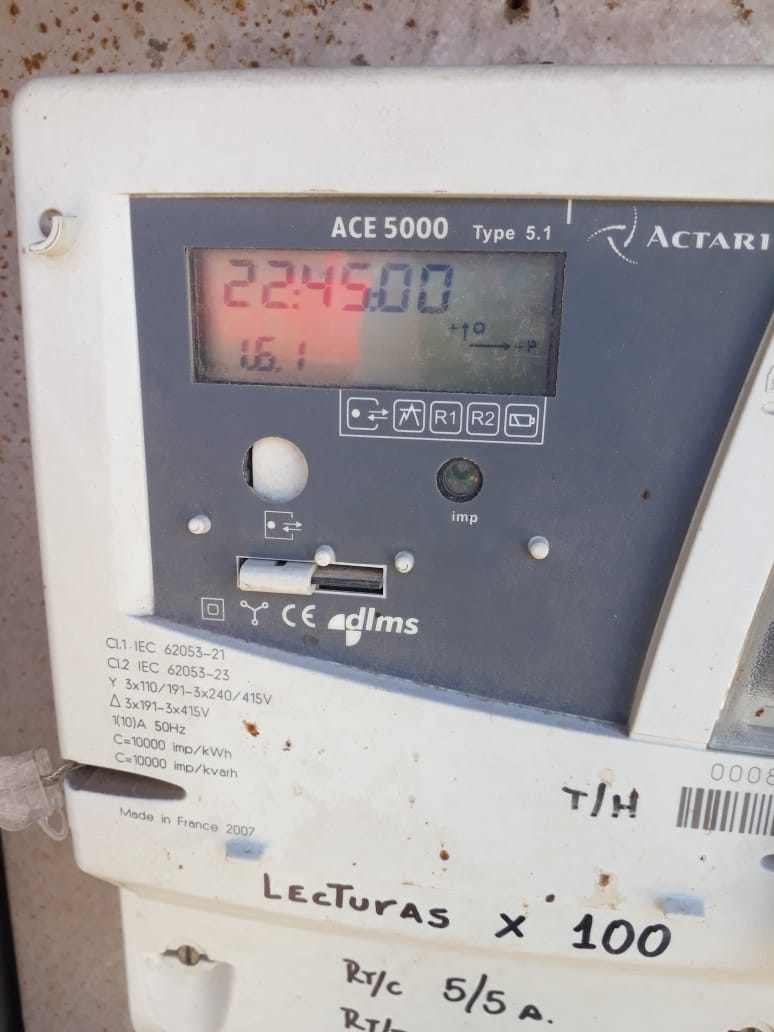 ACE 5000 Type 5.1
ACTARI
22:45:00
1.6.1
+Q
+P
R1 R2
imp
CE dlms
Cl.1 IEC 62053-21
Cl.2 IEC 62053-23
Y 3x110/191-3x240/415V
Δ 3x191-3x415V
1(10)A 50Hz
C=10000 imp/kWh
C=10000 imp/kvarh
Made in France 2007
0008
T/H
LECTURAS X 100
RT/C 5/5 A.